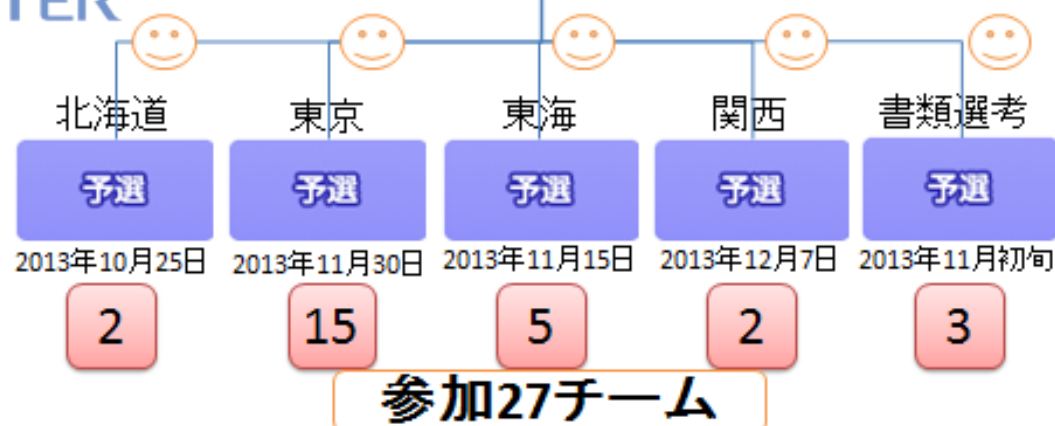 TER
北海道 東京 東海 関西 書類選考
予選 予選 予選 予選 予選
2013年10月25日 2013年11月30日 2013年11月15日 2013年12月7日 2013年11月初旬
2 15 5 2 3
参加27チーム